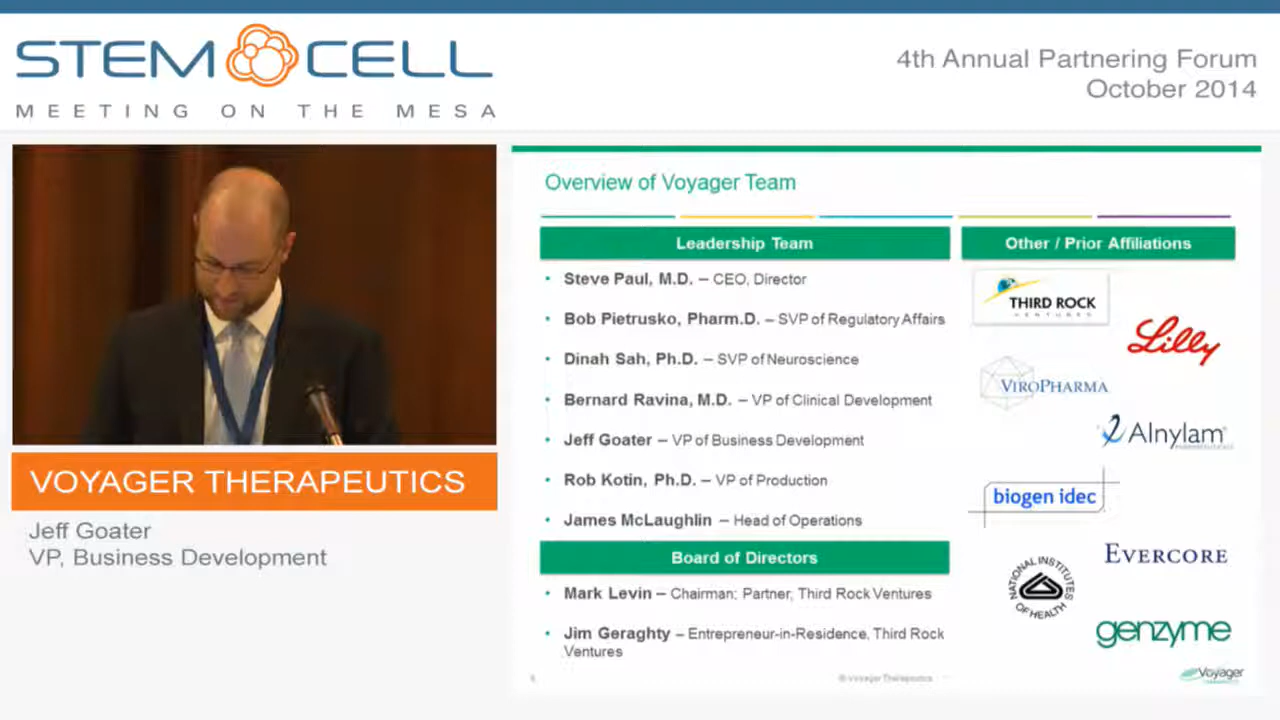 STEM CELL
MEETING ON THE MESA
4th Annual Partnering Forum
October 2014
VOYAGER THERAPEUTICS
Jeff Goater
VP, Business Development
Overview of Voyager Team
Leadership Team
• Steve Paul, M.D. – CEO, Director
• Bob Pietrusko, Pharm.D. – SVP of Regulatory Affairs
• Dinah Sah, Ph.D. – SVP of Neuroscience
• Bernard Ravina, M.D. – VP of Clinical Development
• Jeff Goater – VP of Business Development
• Rob Kotin, Ph.D. – VP of Production
• James McLaughlin – Head of Operations
Board of Directors
• Mark Levin – Chairman; Partner, Third Rock Ventures
• Jim Geraghty – Entrepreneur-in-Residence, Third Rock
Ventures
Other / Prior Affiliations
THIRD ROCK
VENTURES
Lilly
VIROPHARMA
Alnylam
PHARMACEUTICALS
biogen idec
EVERCORE
NATIONAL INSTITUTES
OF HEALTH
genzyme
© Voyager Therapeutics
Voyager
THERAPEUTICS